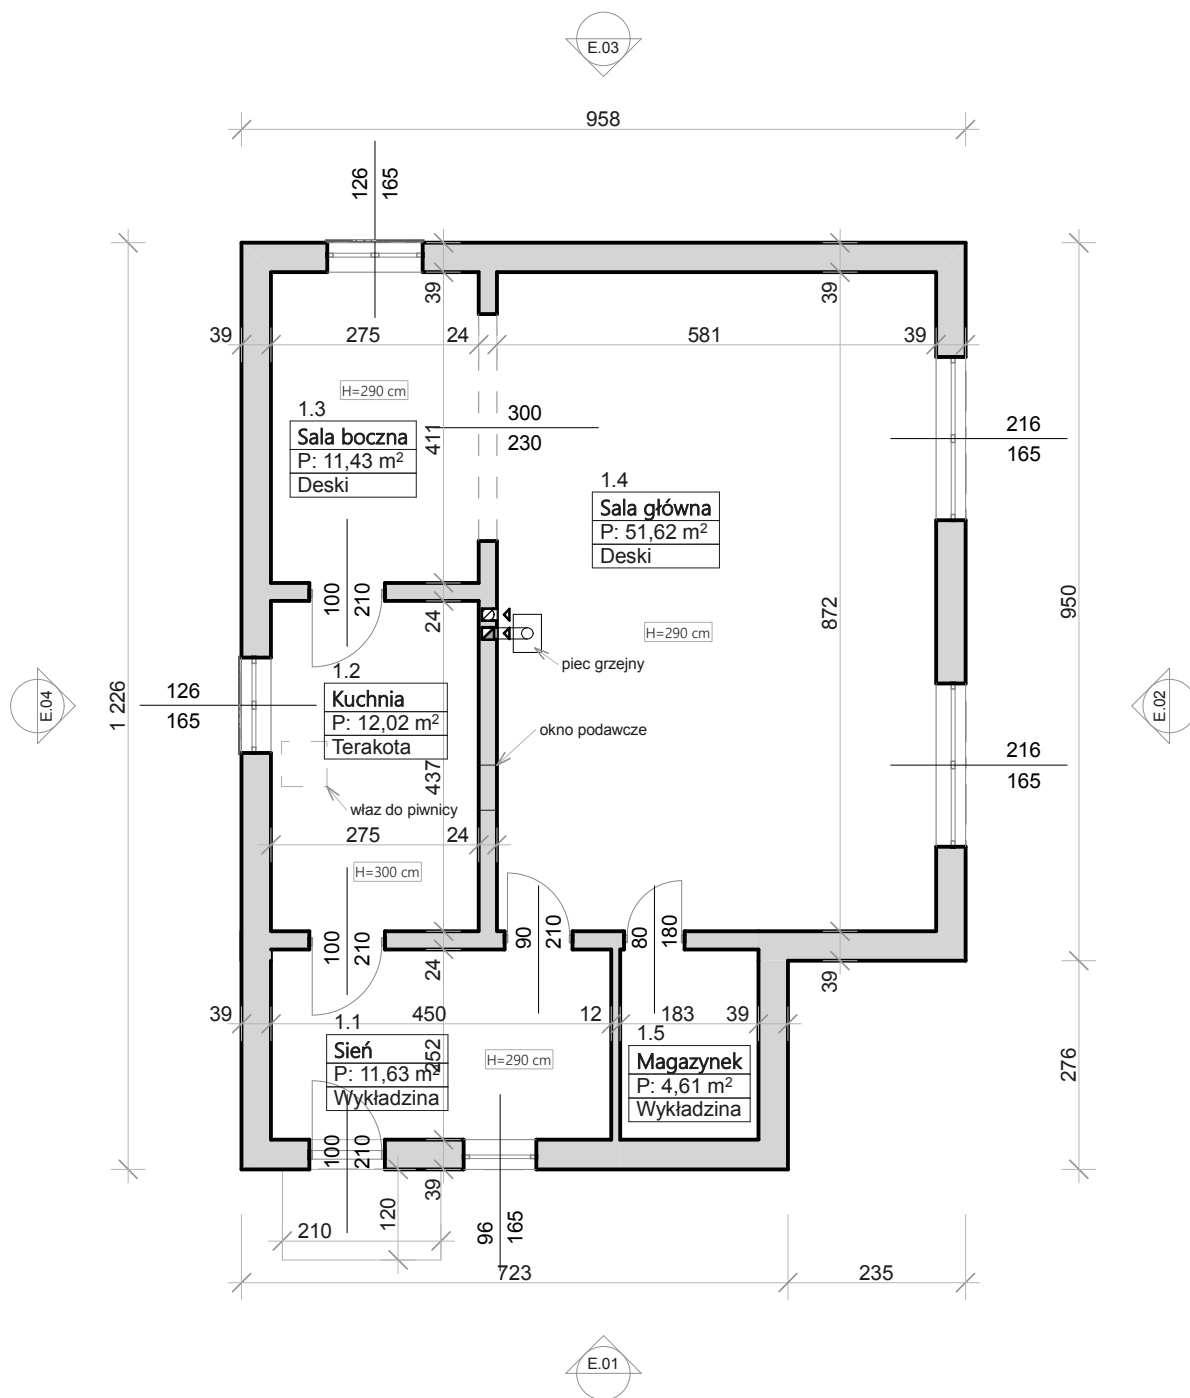 E.03
958
126
165
39
39
39
275
24
581
39
H=290 cm
1.3
Sala boczna
P: 11,43 m²
Deski
411
300
230
216
165
1.4
Sala główna
P: 51,62 m²
Deski
100
210
24
H=290 cm
872
950
piec grzejny
1 226
E.04
126
165
1.2
Kuchnia
P: 12,02 m²
Terakota
437
okno podawcze
E.02
216
165
właz do piwnicy
275
24
H=300 cm
100
210
90
210
80
180
24
39
39
450
12
183
39
1.1
Sień
P: 11,63 m²
Wykładzina
252
H=290 cm
1.5
Magazynek
P: 4,61 m²
Wykładzina
276
100
210
39
120
210
96
165
723
235
E.01